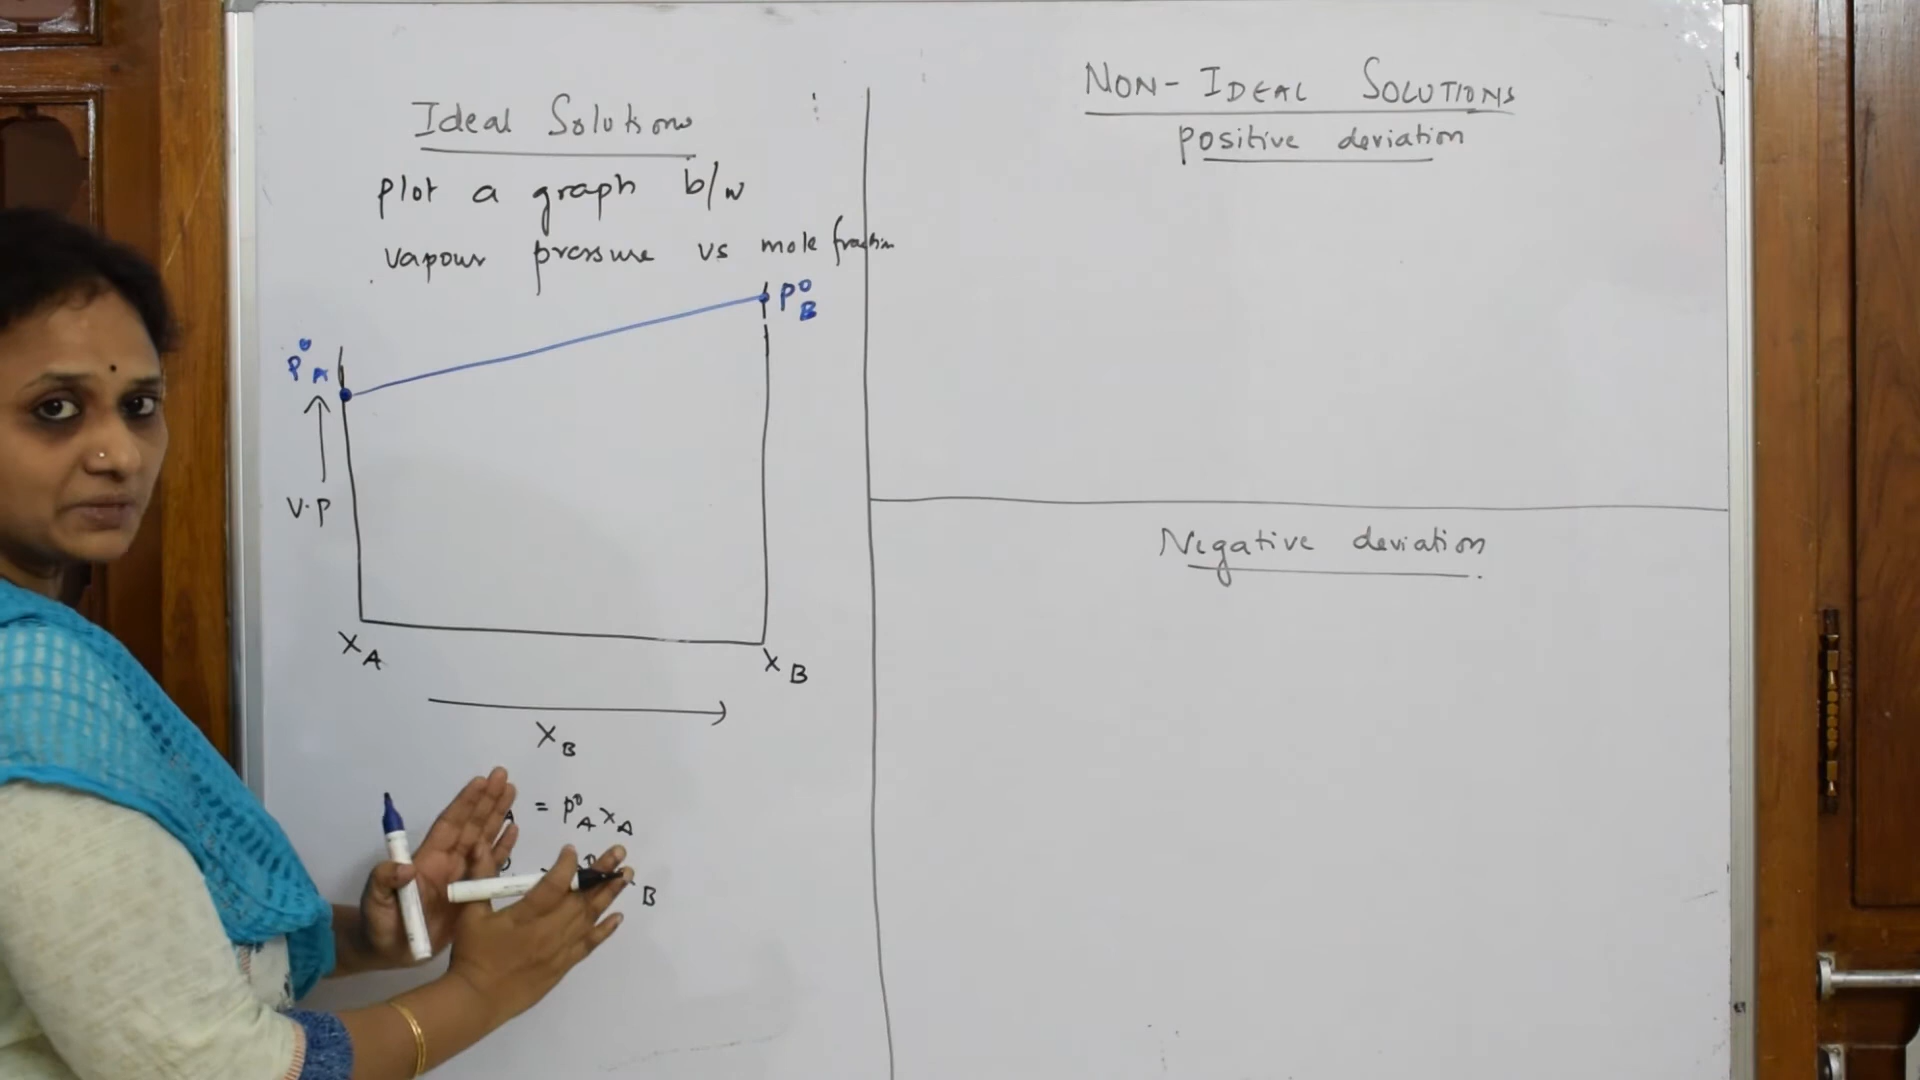 Ideal Solutions
plot a graph b/w
vapour pressure vs mole fraction
P°B
P°A
V.P
XA
XB
XB
A = P°A XA
B
NON-IDEAL SOLUTIONS
positive deviation
Negative deviation